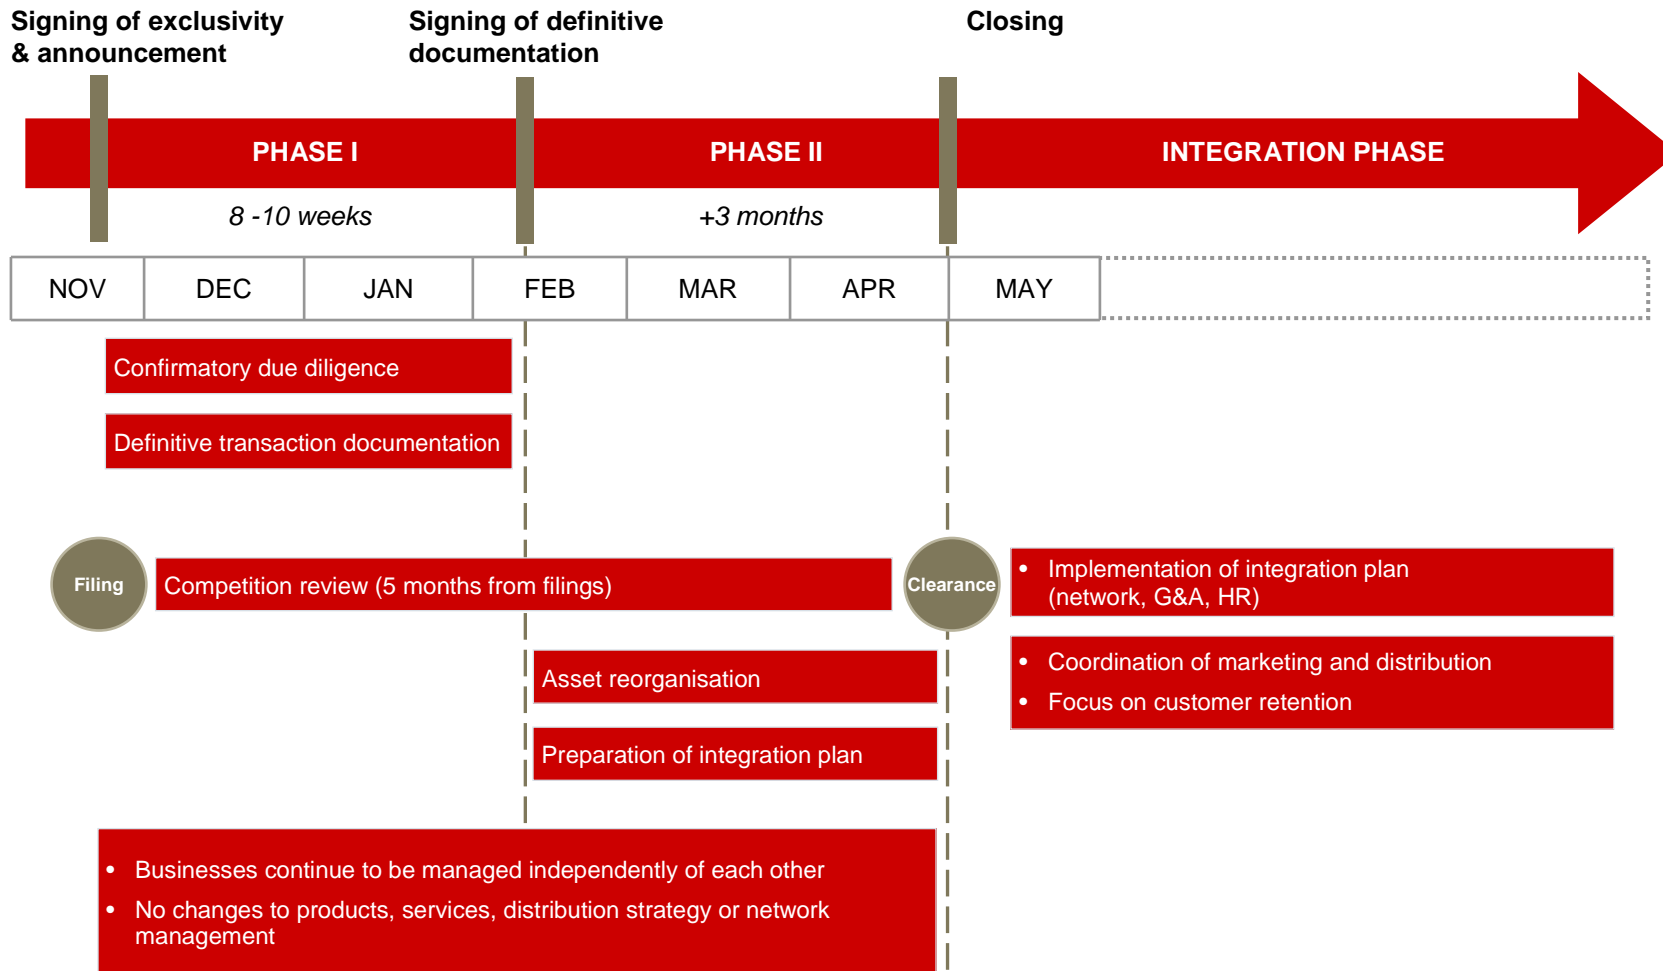 Signing of exclusivity
& announcement
Signing of definitive
documentation
Closing
PHASE I
PHASE II
INTEGRATION PHASE
8 -10 weeks
+3 months
NOV
DEC
JAN
FEB
MAR
APR
MAY
Confirmatory due diligence
Definitive transaction documentation
Filing
Competition review (5 months from filings)
Clearance
• Implementation of integration plan
(network, G&A, HR)
Asset reorganisation
• Coordination of marketing and distribution
• Focus on customer retention
Preparation of integration plan
• Businesses continue to be managed independently of each other
• No changes to products, services, distribution strategy or network
management